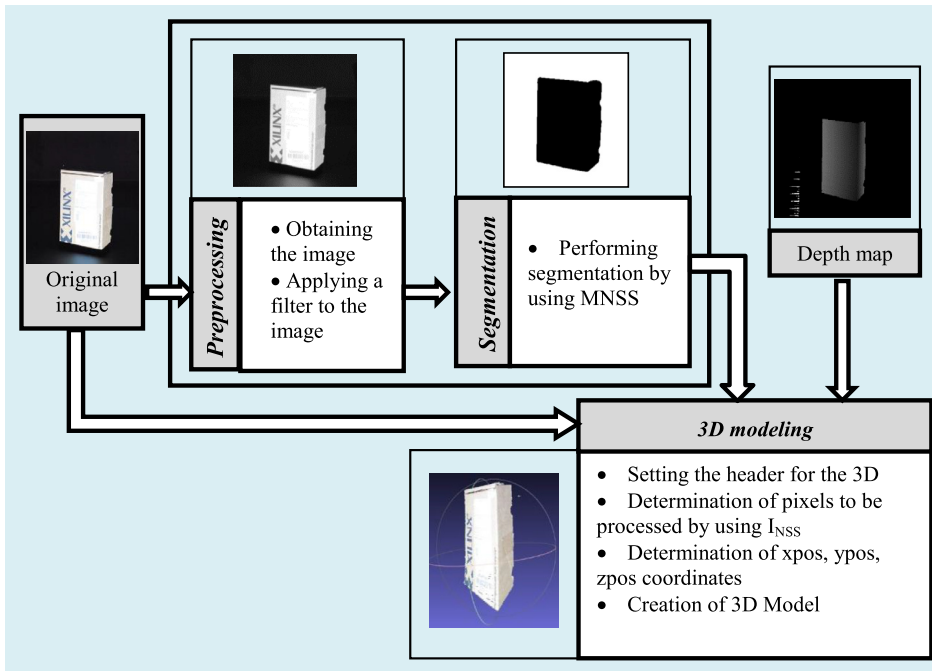 XILINX
Original
image
XILINX
Preprocessing
• Obtaining
the image
• Applying a
filter to the
image
Segmentation
• Performing
segmentation by
using MNSS
Depth map
3D modeling
• Setting the header for the 3D
• Determination of pixels to be
processed by using I_NSS
• Determination of xpos, ypos,
zpos coordinates
• Creation of 3D Model
XILINX